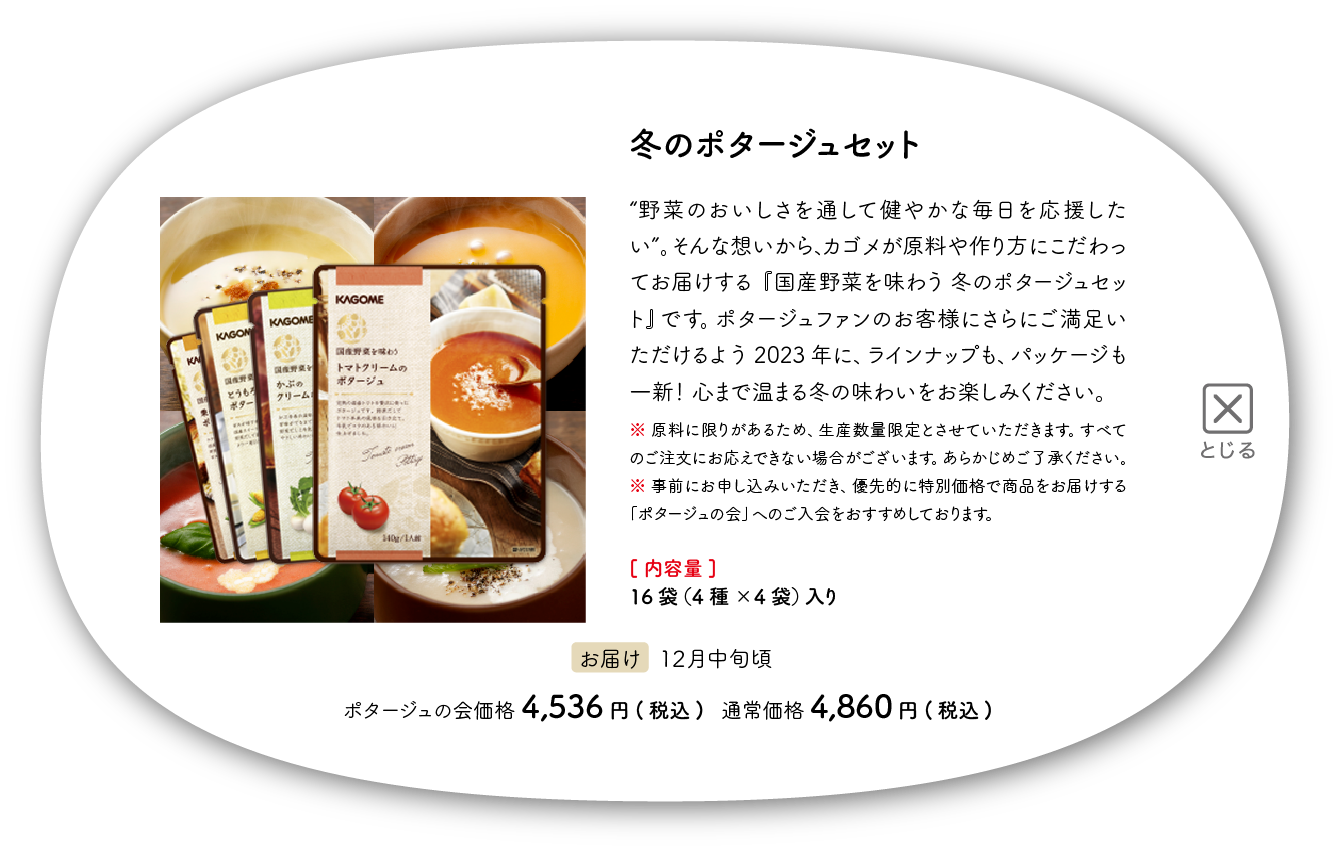 冬のポタージュセット
“野菜のおいしさを通して健やかな毎日を応援した
い”。そんな想いから、カゴメが原料や作り方にこだわっ
てお届けする『国産野菜を味わう 冬のポタージュセッ
ト』です。ポタージュファンのお客様にさらにご満足い
ただけるよう 2023 年に、ラインナップも、パッケージも
一新！ 心まで温まる冬の味わいをお楽しみください。
※ 原料に限りがあるため、生産数量限定とさせていただきます。すべて
のご注文にお応えできない場合がございます。あらかじめご了承ください。
※ 事前にお申し込みいただき、優先的に特別価格で商品をお届けする
「ポタージュの会」へのご入会をおすすめしております。
[ 内容量 ]
16 袋（4 種 ×4 袋）入り
お届け 12月中旬頃
ポタージュの会価格 4,536 円 ( 税込 ) 通常価格 4,860 円 ( 税込 )
とじる
KAGOME
国産野菜を味わう
トマトクリームの
ポタージュ
140g/1人前
KAGOME
かぶの